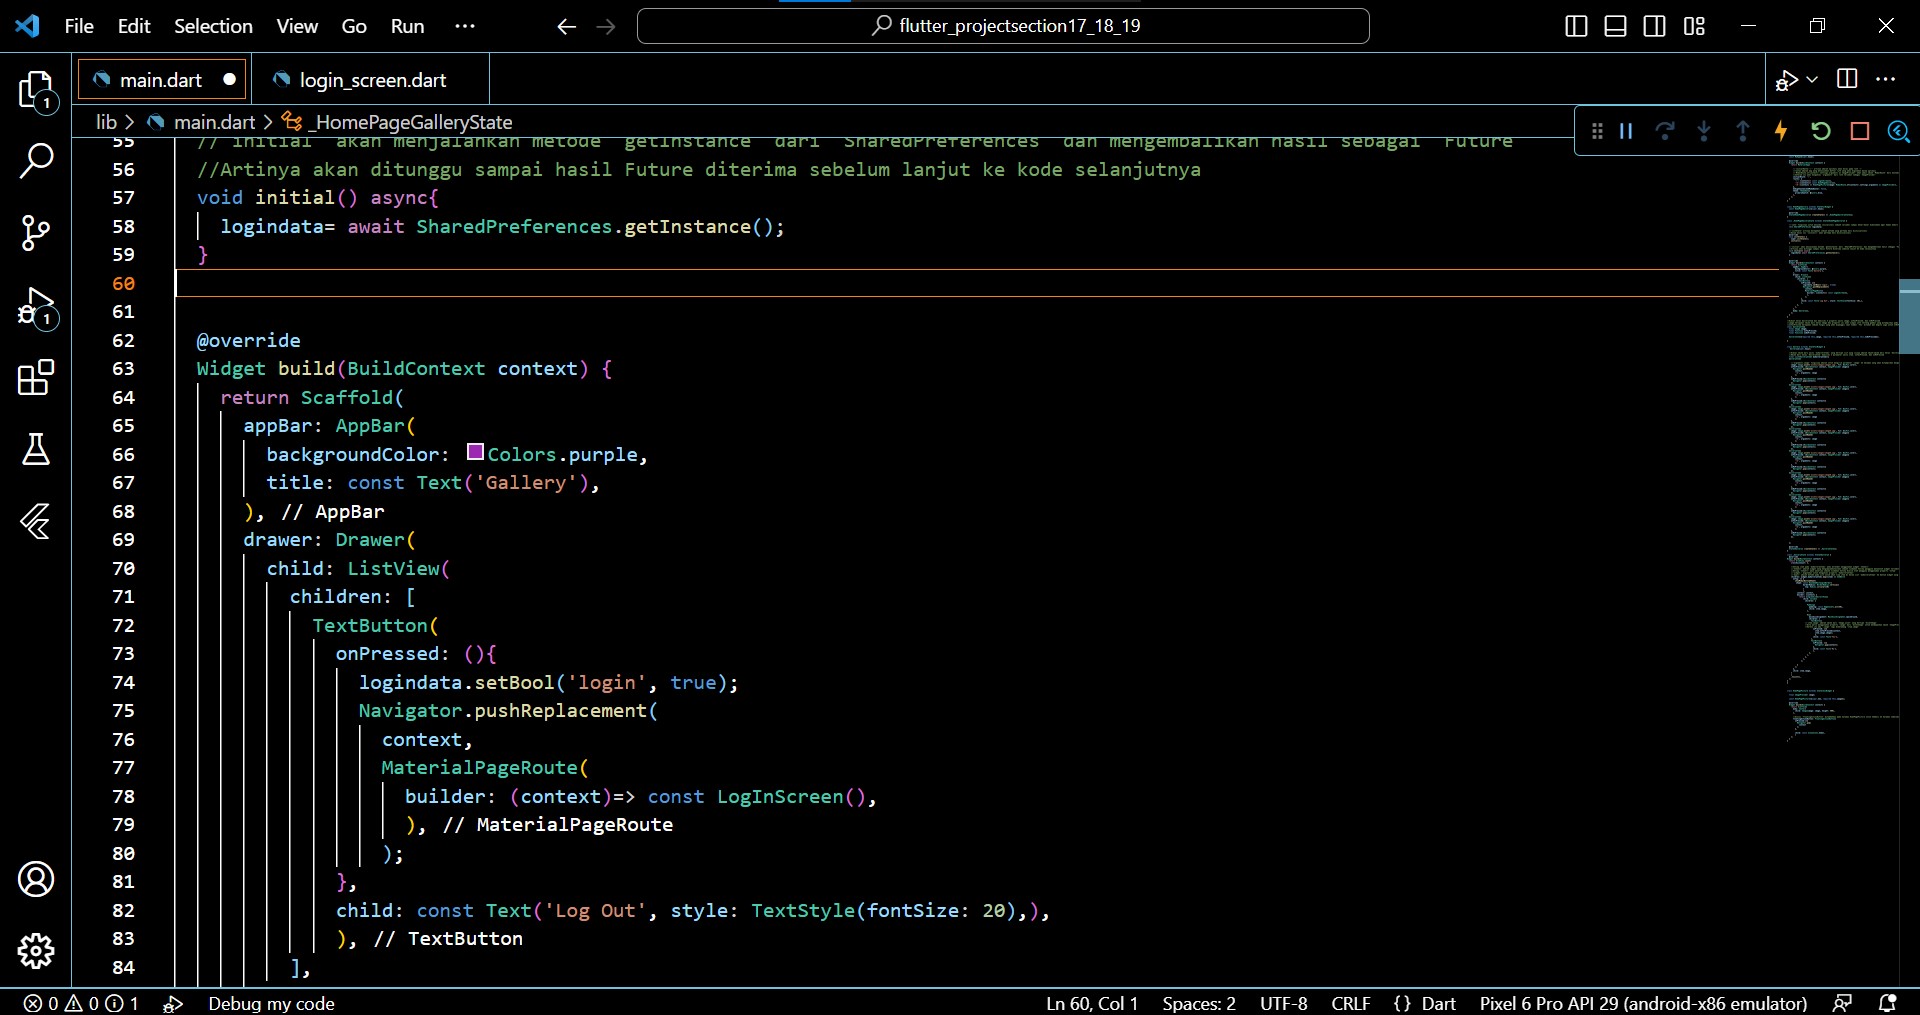 File Edit Selection View Go Run ···
flutter_projectsection17_18_19
main.dart
login_screen.dart
lib > main.dart > _HomePageGalleryState
55 // initial akan menjalankan metode getInstance dari SharedPreferences dan mengembalikan hasil sebagai Future
56 //Artinya akan ditunggu sampai hasil Future diterima sebelum lanjut ke kode selanjutnya
57 void initial() async{
58 logindata= await SharedPreferences.getInstance();
59 }
60
61
62 @override
63 Widget build(BuildContext context) {
64 return Scaffold(
65 appBar: AppBar(
66 backgroundColor: Colors.purple,
67 title: const Text('Gallery'),
68 ), // AppBar
69 drawer: Drawer(
70 child: ListView(
71 children: [
72 TextButton(
73 onPressed: (){
74 logindata.setBool('login', true);
75 Navigator.pushReplacement(
76 context,
77 MaterialPageRoute(
78 builder: (context)=> const LogInScreen(),
79 ), // MaterialPageRoute
80 );
81 },
82 child: const Text('Log Out', style: TextStyle(fontSize: 20),),
83 ), // TextButton
84 ],
1
1
0 0 1 Debug my code Ln 60, Col 1 Spaces: 2 UTF-8 CRLF {} Dart Pixel 6 Pro API 29 (android-x86 emulator)